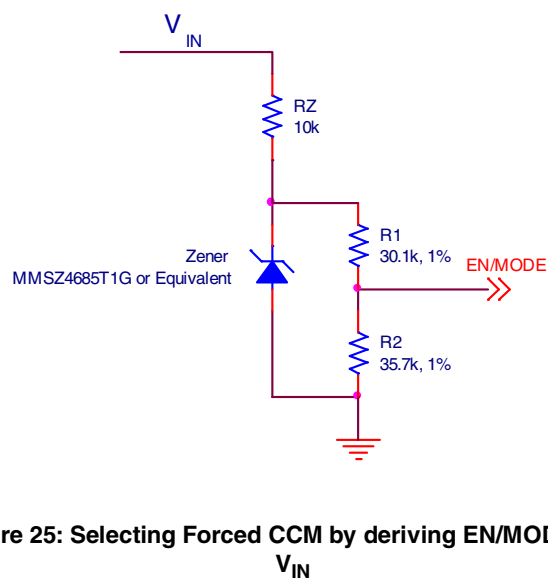 V IN
RZ
10k
Zener
MMSZ4685T1G or Equivalent
R1
30.1k, 1%
EN/MODE
R2
35.7k, 1%
re 25: Selecting Forced CCM by deriving EN/MOD
VIN